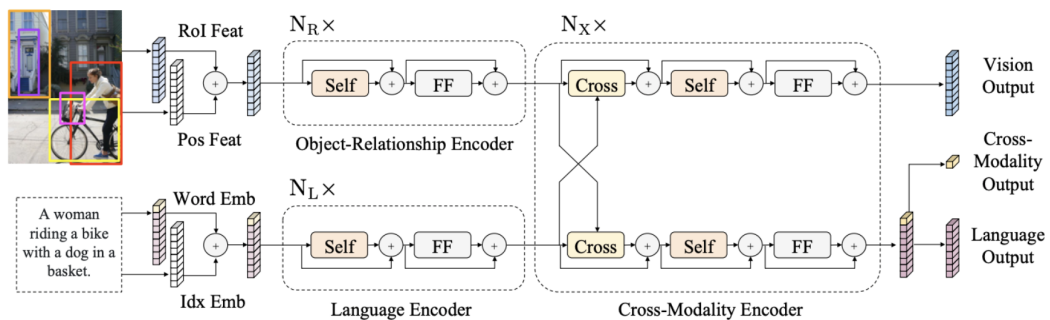 RoI Feat
Pos Feat
N_R×
Self
+
FF
+
+
Object-Relationship Encoder
A woman
riding a bike
with a dog in a
basket.
Word Emb
Idx Emb
+
N_L×
Self
+
FF
+
Language Encoder
N_X×
Cross
+
Self
+
FF
+
Cross
+
Self
+
FF
+
Cross-Modality Encoder
Vision
Output
Cross-
Modality
Output
Language
Output